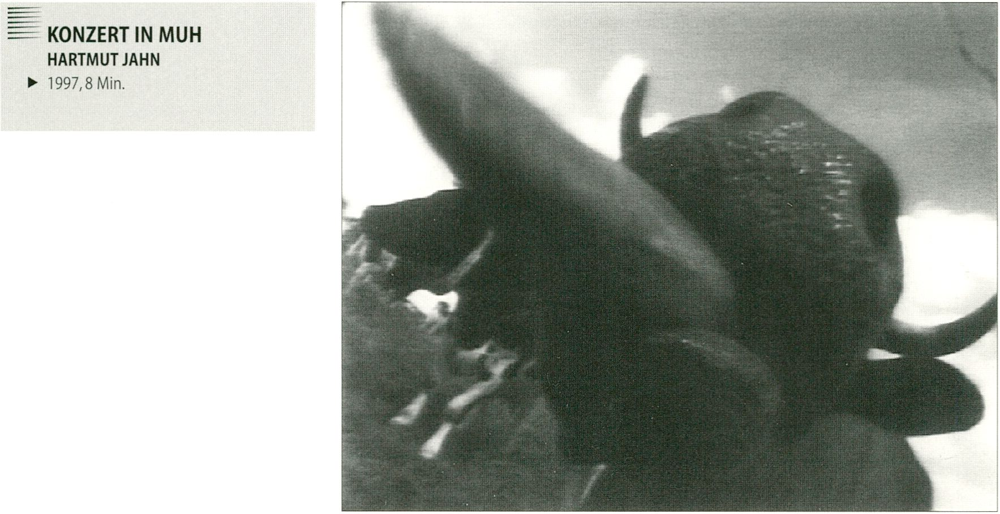 KONZERT IN MUH
HARTMUT JAHN
1997, 8 Min.